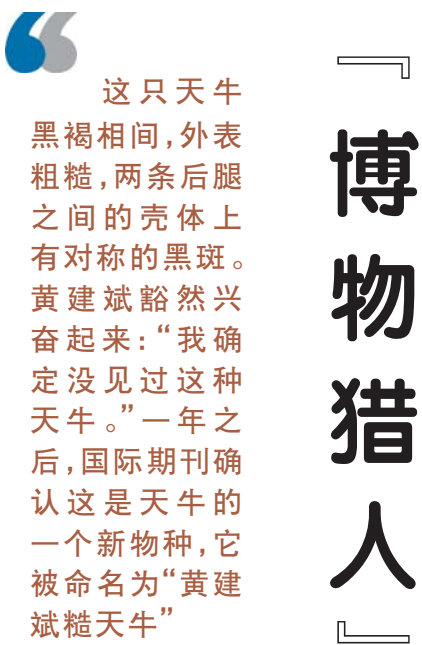 『博物猎人』
这只天牛
黑褐相间,外表
粗糙,两条后腿
之间的壳体上
有对称的黑斑。
黄建斌豁然兴
奋起来:“我确
定没见过这种
天牛。”一年之
后,国际期刊确
认这是天牛的
一个新物种,它
被命名为“黄建
斌糙天牛”